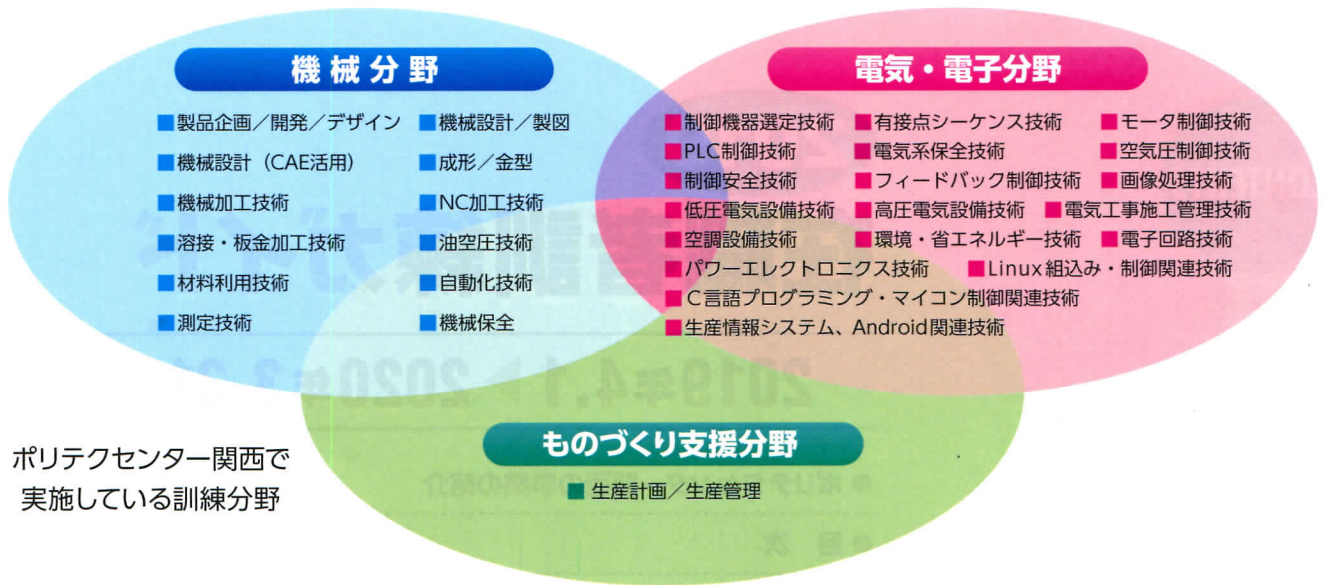 機械分野
■製品企画／開発／デザイン ■機械設計／製図
■機械設計（CAE活用） ■成形／金型
■機械加工技術 ■NC加工技術
■溶接・板金加工技術 ■油空圧技術
■材料利用技術 ■自動化技術
■測定技術 ■機械保全
電気・電子分野
■制御機器選定技術 ■有接点シーケンス技術 ■モータ制御技術
■PLC制御技術 ■電気系保全技術 ■空気圧制御技術
■制御安全技術 ■フィードバック制御技術 ■画像処理技術
■低圧電気設備技術 ■高圧電気設備技術 ■電気工事施工管理技術
■空調設備技術 ■環境・省エネルギー技術 ■電子回路技術
■パワーエレクトロニクス技術 ■Linux組込み・制御関連技術
■C言語プログラミング・マイコン制御関連技術
■生産情報システム、Android関連技術
ものづくり支援分野
■生産計画／生産管理
ポリテクセンター関西で
実施している訓練分野